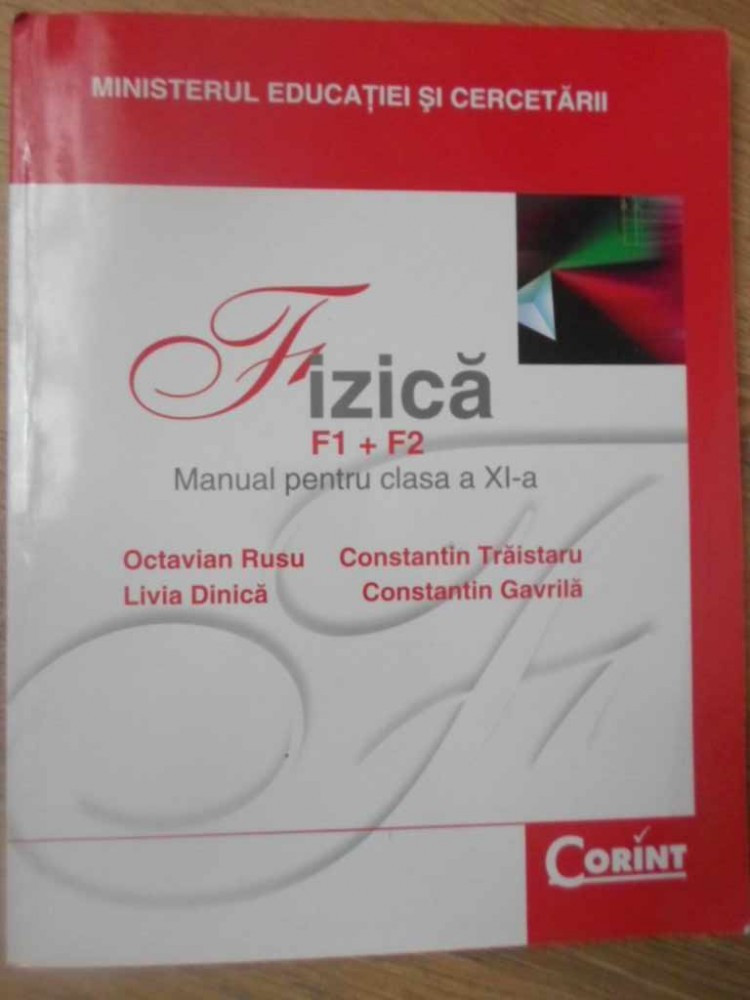 MINISTERUL EDUCAȚIEI ȘI CERCETĂRII
Fizică
F1 + F2
Manual pentru clasa a XI-a
Octavian Rusu Constantin Trăistaru
Livia Dinică Constantin Gavrilă
CORINT